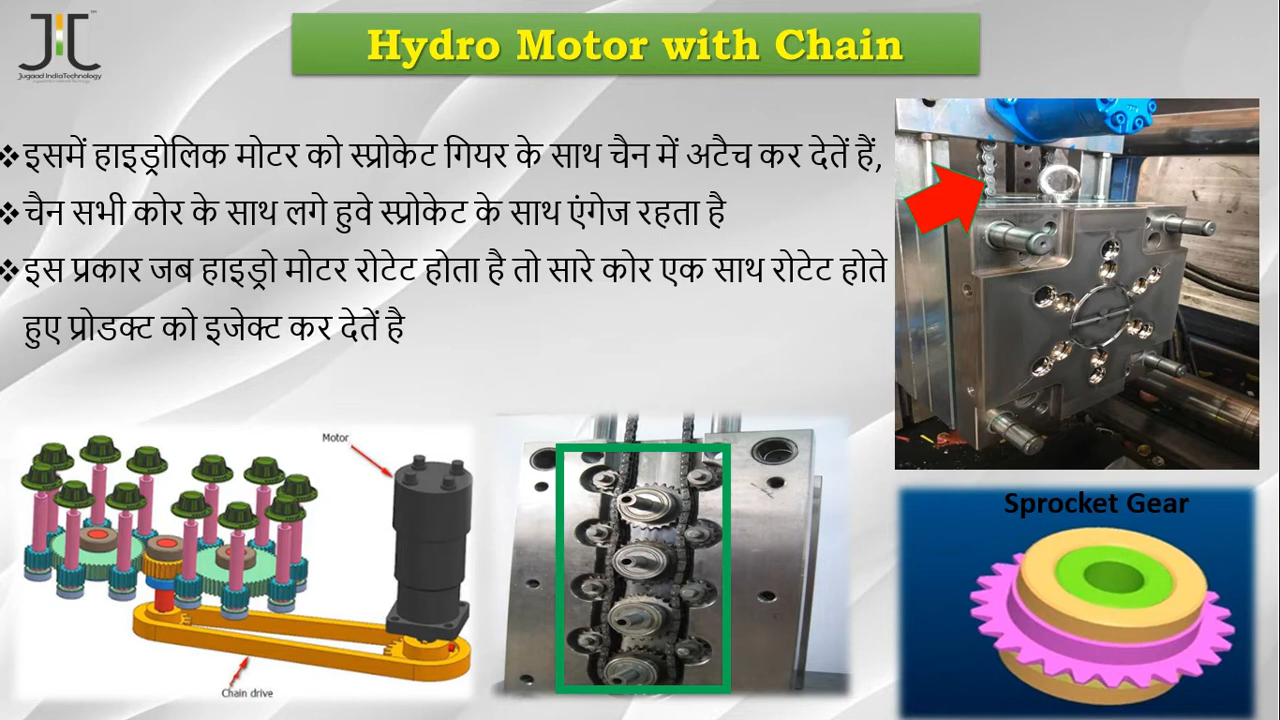 JIT
Jugaad IndiaTechnology
Hydro Motor with Chain
❖इसमें हाइड्रोलिक मोटर को स्प्रोकेट गियर के साथ चैन में अटैच कर देतें हैं,
❖चैन सभी कोर के साथ लगे हुवे स्प्रोकेट के साथ एंगेज रहता है
❖इस प्रकार जब हाइड्रो मोटर रोटेट होता है तो सारे कोर एक साथ रोटेट होते
हुए प्रोडक्ट को इजेक्ट कर देतें है
Motor
Chain drive
Sprocket Gear